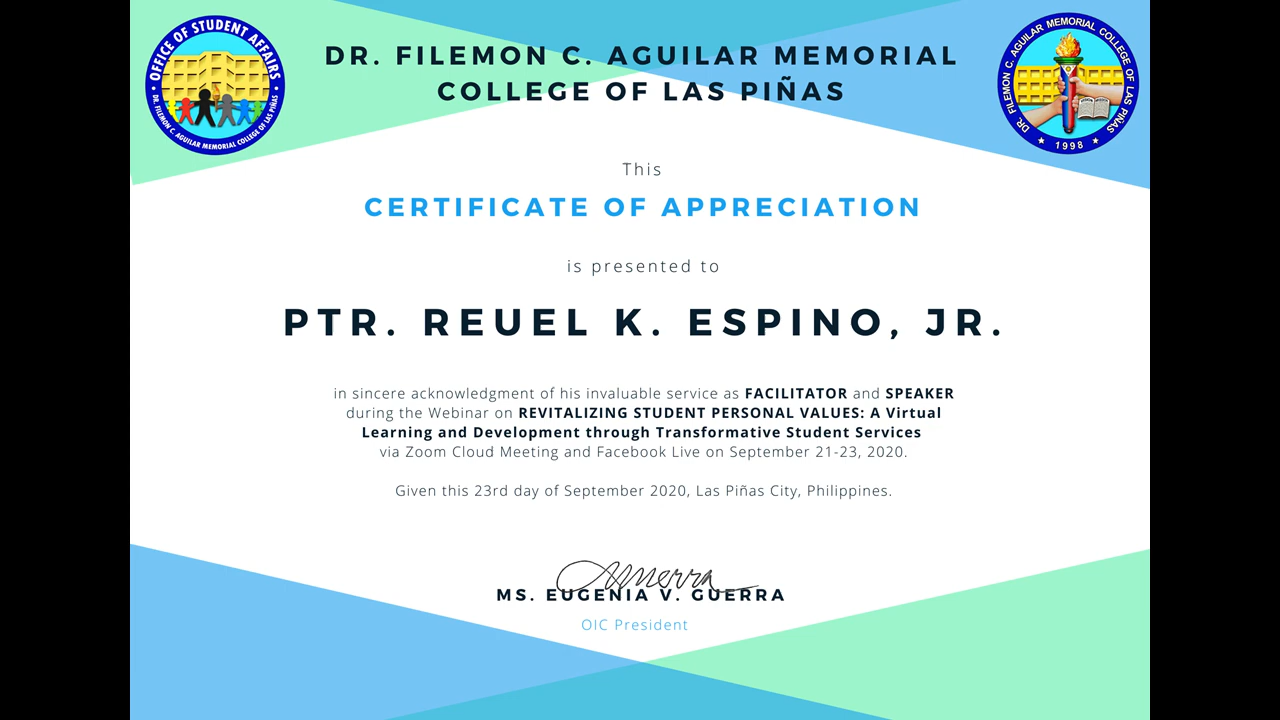 OFFICE OF STUDENT AFFAIRS
DR. FILEMON C. AGUILAR MEMORIAL COLLEGE OF LAS PIÑAS
DR. FILEMON C. AGUILAR MEMORIAL
COLLEGE OF LAS PIÑAS
DR. FILEMON C. AGUILAR MEMORIAL COLLEGE OF LAS PIÑAS
1998
This
CERTIFICATE OF APPRECIATION
is presented to
PTR. REUEL K. ESPINO, JR.
in sincere acknowledgment of his invaluable service as FACILITATOR and SPEAKER
during the Webinar on REVITALIZING STUDENT PERSONAL VALUES: A Virtual
Learning and Development through Transformative Student Services
via Zoom Cloud Meeting and Facebook Live on September 21-23, 2020.
Given this 23rd day of September 2020, Las Piñas City, Philippines.
MS. EUGENIA V. GUERRA
OIC President